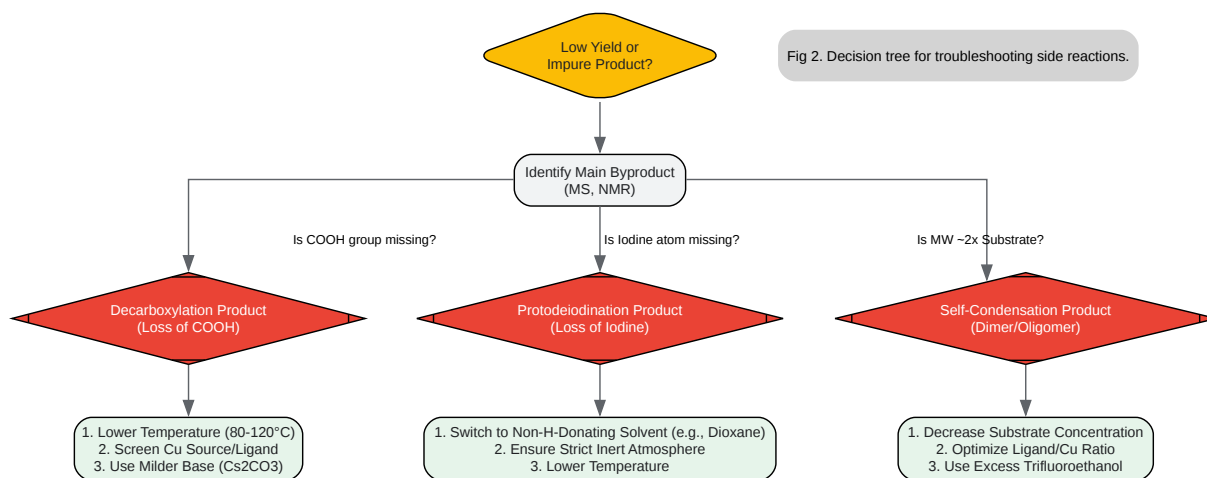 Low Yield or
Impure Product?
Fig 2. Decision tree for troubleshooting side reactions.
Identify Main Byproduct
(MS, NMR)
Is COOH group missing?
Is Iodine atom missing?
Is MW ~2x Substrate?
Decarboxylation Product
(Loss of COOH)
Protodeiodination Product
(Loss of Iodine)
Self-Condensation Product
(Dimer/Oligomer)
1. Lower Temperature (80-120°C)
2. Screen Cu Source/Ligand
3. Use Milder Base (Cs2CO3)
1. Switch to Non-H-Donating Solvent (e.g., Dioxane)
2. Ensure Strict Inert Atmosphere
3. Lower Temperature
1. Decrease Substrate Concentration
2. Optimize Ligand/Cu Ratio
3. Use Excess Trifluoroethanol